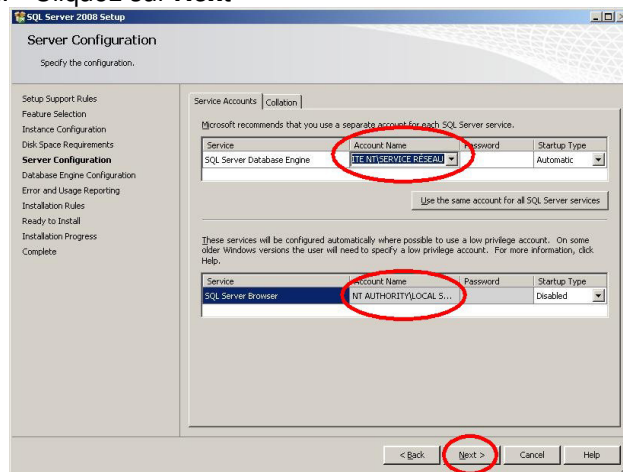 Cliquez sur Next
SQL Server 2008 Setup
Server Configuration
Specify the configuration.
Setup Support Rules
Feature Selection
Instance Configuration
Disk Space Requirements
Server Configuration
Database Engine Configuration
Error and Usage Reporting
Installation Rules
Ready to Install
Installation Progress
Complete
Service Accounts Collation
Microsoft recommends that you use a separate account for each SQL Server service.
Service Account Name Password Startup Type
SQL Server Database Engine ITE NT\SERVICE RÉSEAU Automatic
Use the same account for all SQL Server services
These services will be configured automatically where possible to use a low privilege account. On some
older Windows versions the user will need to specify a low privilege account. For more information, click
Help.
Service Account Name Password Startup Type
SQL Server Browser NT AUTHORITY\LOCAL S... Disabled
< Back Next > Cancel Help